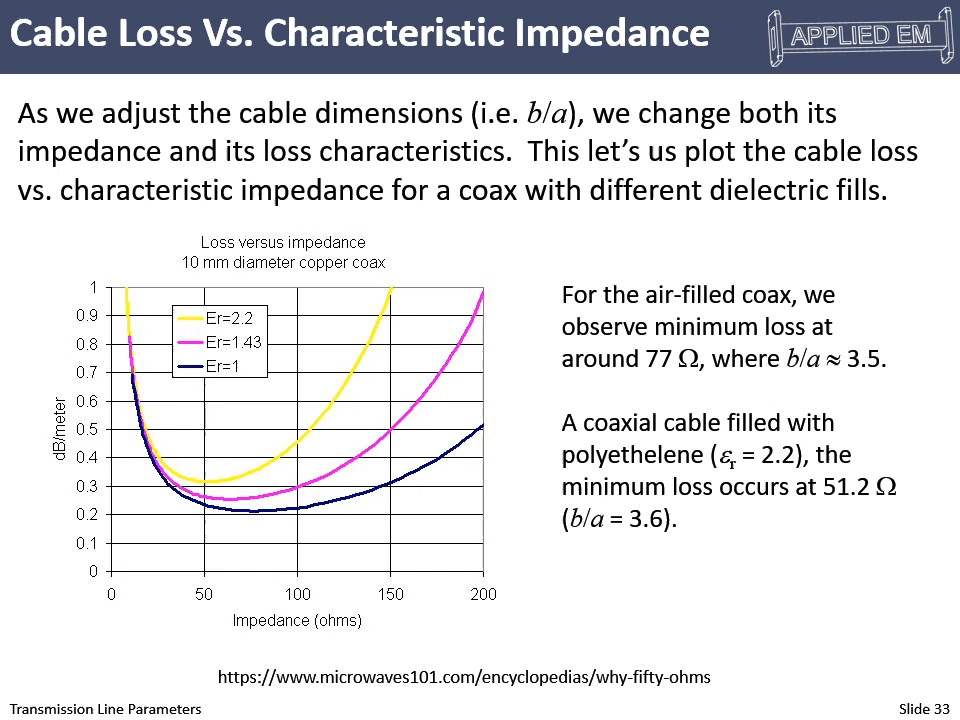 Cable Loss Vs. Characteristic Impedance
APPLIED EM
As we adjust the cable dimensions (i.e. b/a), we change both its
impedance and its loss characteristics.  This let’s us plot the cable loss
vs. characteristic impedance for a coax with different dielectric fills.
Loss versus impedance
10 mm diameter copper coax
1
0.9
0.8
0.7
0.6
0.5
0.4
0.3
0.2
0.1
0
dB/meter
Er=2.2
Er=1.43
Er=1
0 50 100 150 200
Impedance (ohms)
For the air-filled coax, we
observe minimum loss at
around 77 Ω, where b/a ≈ 3.5.
A coaxial cable filled with
polyethelene (εr = 2.2), the
minimum loss occurs at 51.2 Ω
(b/a = 3.6).
https://www.microwaves101.com/encyclopedias/why-fifty-ohms
Transmission Line Parameters
Slide 33